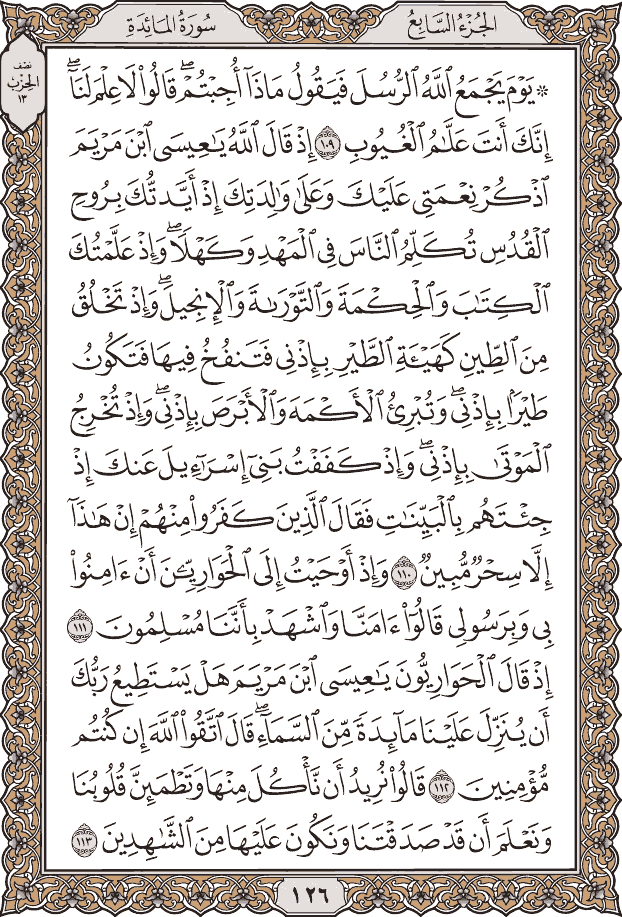 الجُزْءُ السَّابِعُ
سُورَةُ المَائِدَةِ
نصف
الحِزْب
١٣
۞ يَوْمَ يَجْمَعُ ٱللَّهُ ٱلرُّسُلَ فَيَقُولُ مَاذَآ أُجِبْتُمْۖ قَالُوا۟ لَا عِلْمَ لَنَآۖ
إِنَّكَ أَنتَ عَلَّٰمُ ٱلْغُيُوبِ ١٠٩ إِذْ قَالَ ٱللَّهُ يَٰعِيسَى ٱبْنَ مَرْيَمَ
ٱذْكُرْ نِعْمَتِى عَلَيْكَ وَعَلَىٰ وَٰلِدَتِكَ إِذْ أَيَّدتُّكَ بِرُوحِ
ٱلْقُدُسِ تُكَلِّمُ ٱلنَّاسَ فِى ٱلْمَهْدِ وَكَهْلًاۖ وَإِذْ عَلَّمْتُكَ
ٱلْكِتَٰبَ وَٱلْحِكْمَةَ وَٱلتَّوْرَىٰةَ وَٱلْإِنجِيلَۖ وَإِذْ تَخْلُقُ
مِنَ ٱلطِّينِ كَهَيْـَٔةِ ٱلطَّيْرِ بِإِذْنِى فَتَنفُخُ فِيهَا فَتَكُونُ
طَيْرًۢا بِإِذْنِىۖ وَتُبْرِئُ ٱلْأَكْمَهَ وَٱلْأَبْرَصَ بِإِذْنِىۖ وَإِذْ تُخْرِجُ
ٱلْمَوْتَىٰ بِإِذْنِىۖ وَإِذْ كَفَفْتُ بَنِىٓ إِسْرَٰٓءِيلَ عَنكَ إِذْ
جِئْتَهُم بِٱلْبَيِّنَٰتِ فَقَالَ ٱلَّذِينَ كَفَرُوا۟ مِنْهُمْ إِنْ هَٰذَآ
إِلَّا سِحْرٌ مُّبِينٌ ١١٠ وَإِذْ أَوْحَيْتُ إِلَى ٱلْحَوَارِيِّـۧنَ أَنْ ءَامِنُوا۟
بِى وَبِرَسُولِى قَالُوٓا۟ ءَامَنَّا وَٱشْهَدْ بِأَنَّنَا مُسْلِمُونَ ١١١
إِذْ قَالَ ٱلْحَوَارِيُّونَ يَٰعِيسَى ٱبْنَ مَرْيَمَ هَلْ يَسْتَطِيعُ رَبُّكَ
أَن يُنَزِّلَ عَلَيْنَا مَآئِدَةً مِّنَ ٱلسَّمَآءِۖ قَالَ ٱتَّقُوا۟ ٱللَّهَ إِن كُنتُم
مُّؤْمِنِينَ ١١٢ قَالُوا۟ نُرِيدُ أَن نَّأْكُلَ مِنْهَا وَتَطْمَئِنَّ قُلُوبُنَا
وَنَعْلَمَ أَن قَدْ صَدَقْتَنَا وَنَكُونَ عَلَيْهَا مِنَ ٱلشَّٰهِدِينَ ١١٣
١٢٦